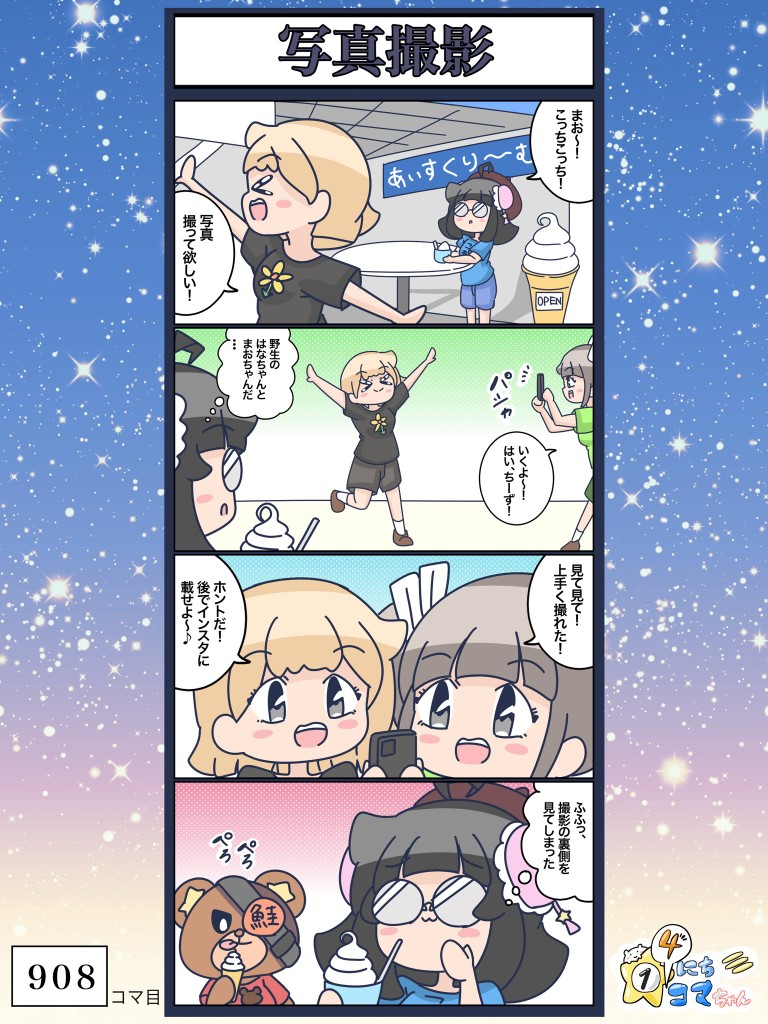 写真撮影
まお〜！
こっちこっち！
あいすくり〜む
写真
撮って欲しい！
OPEN
野生の
はなちゃんと
まおちゃんだ
…
パシャ
いくよ〜！
はい、ちーず！
見て見て！
上手く撮れた！
ホントだ！
後でインスタに
載せよ〜♪
ふふっ、
撮影の裏側を
見てしまった
ぺろ
ぺろ
鮭
908
コマ目
1
にち
4
コマ
ちゃん